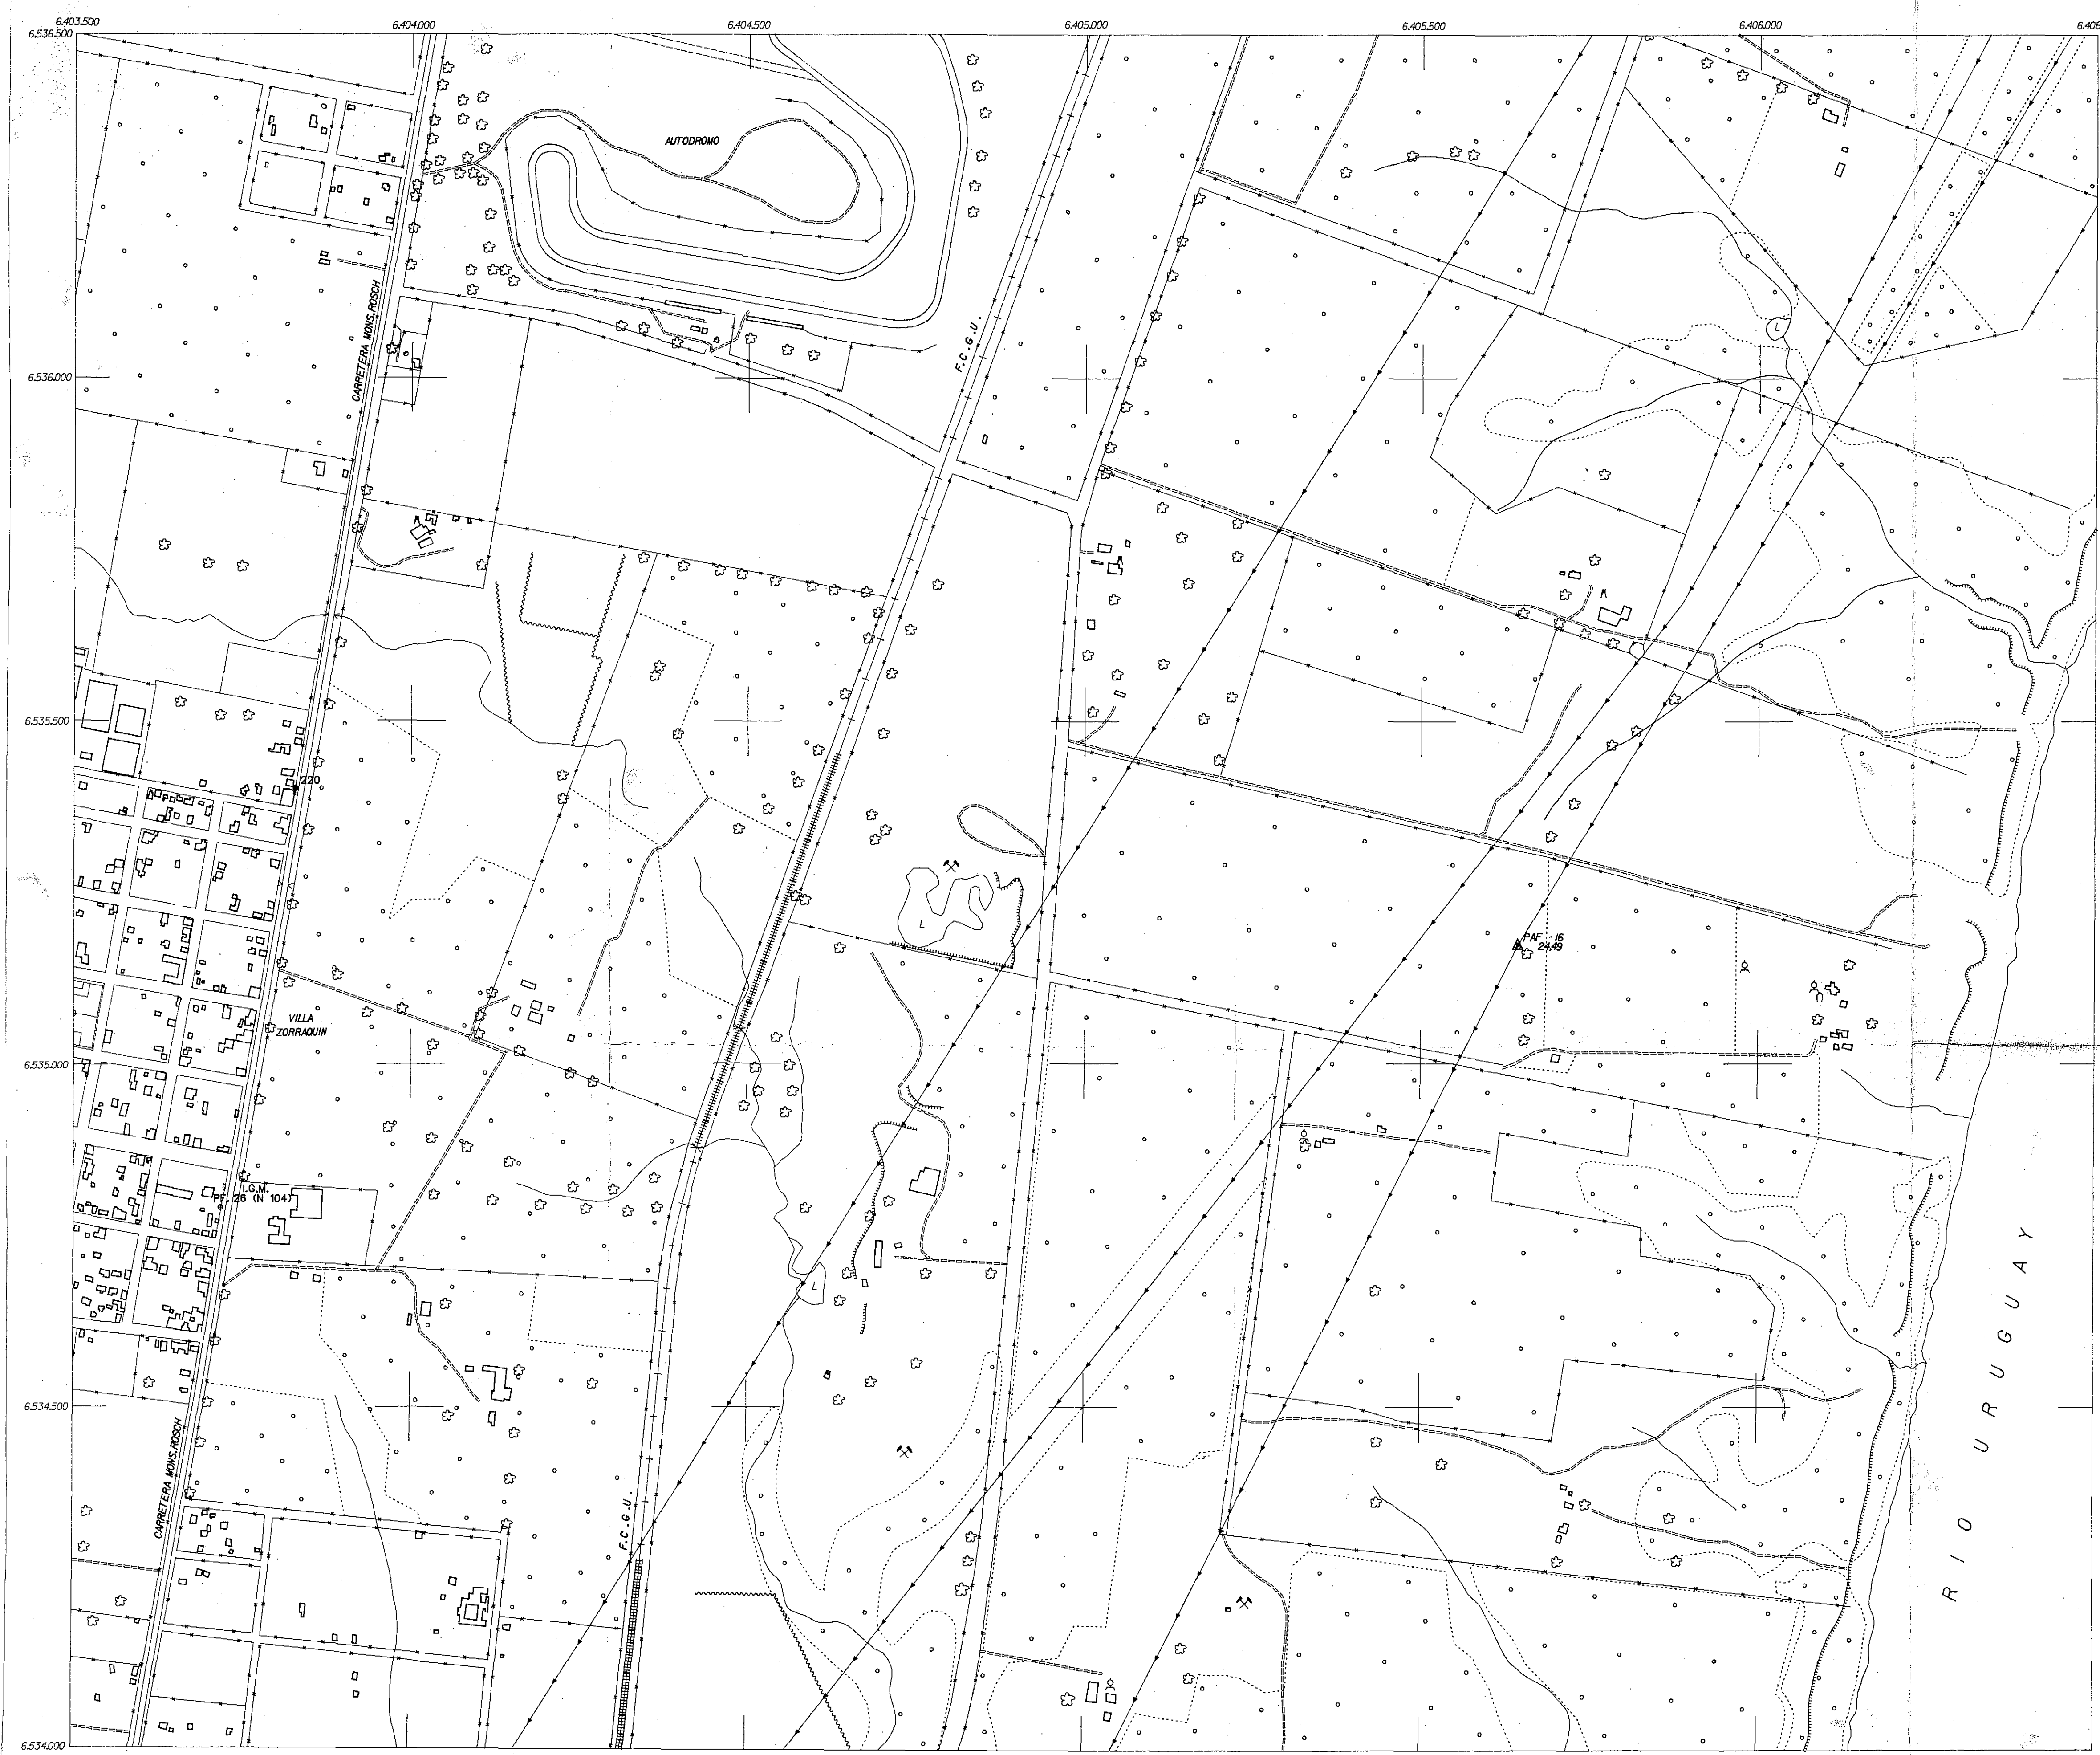 6.403.500
6.404.000
6.404.500
6.405.000
6.405.500
6.406.000
6.536.500
AUTODROMO
CARRETERA MONS. ROSCH
F.C.G.U.
L
6.536.000
6.535.500
220
L
PAF - 16
24.49
VILLA
ZORRAQUIN
6.535.000
I.G.M.
PF. 26 (N 104)
L
RIO URUGUAY
6.534.500
CARRETERA MONS. ROSCH
F.C.G.U.
6.534.000